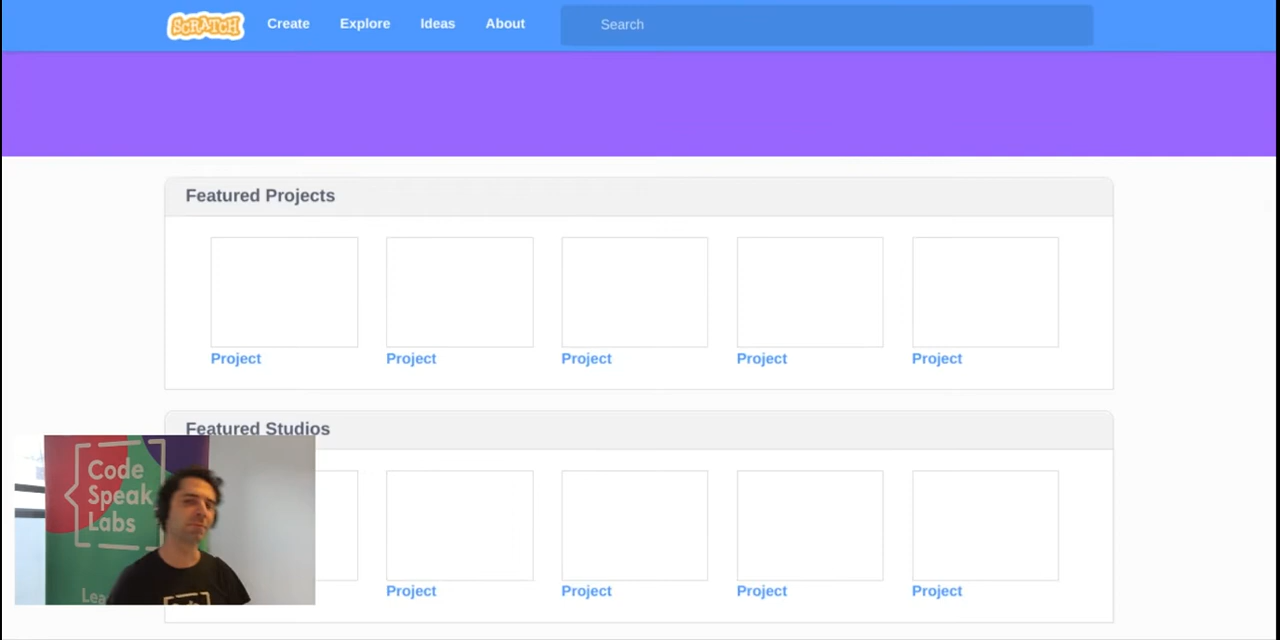 SCRATCH Create Explore Ideas About Search
Featured Projects
Project Project Project Project Project
Featured Studios
Project Project Project Project
Code
Speak
Labs
Lea